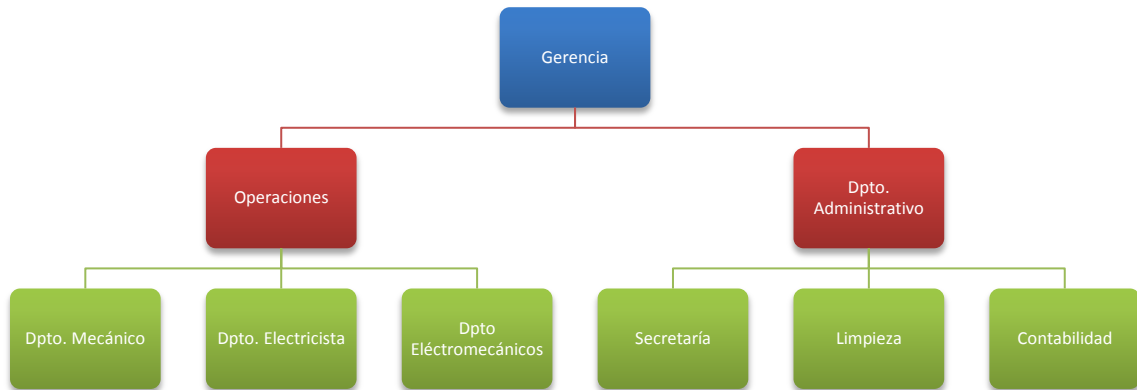 Gerencia
Operaciones
Dpto.
Administrativo
Dpto. Mecánico
Dpto. Electricista
Dpto
Eléctromecánicos
Secretaría
Limpieza
Contabilidad